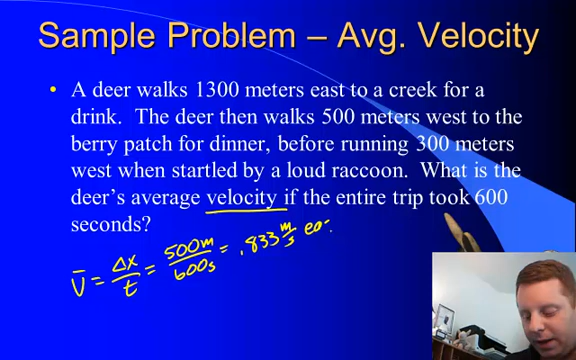 Sample Problem – Avg. Velocity
• A deer walks 1300 meters east to a creek for a
drink. The deer then walks 500 meters west to the
berry patch for dinner, before running 300 meters
west when startled by a loud raccoon. What is the
deer's average velocity if the entire trip took 600
seconds?
V̄ = Δx/t = 500m/600s = .833 m/s eas